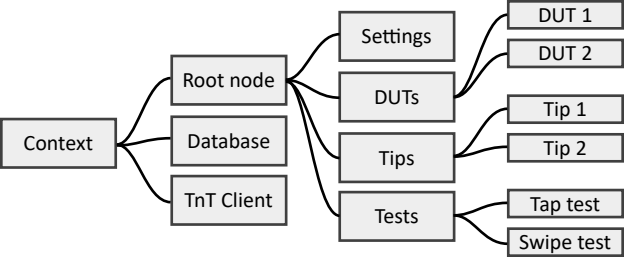 Context
Root node
Database
TnT Client
Settings
DUTs
Tips
Tests
DUT 1
DUT 2
Tip 1
Tip 2
Tap test
Swipe test